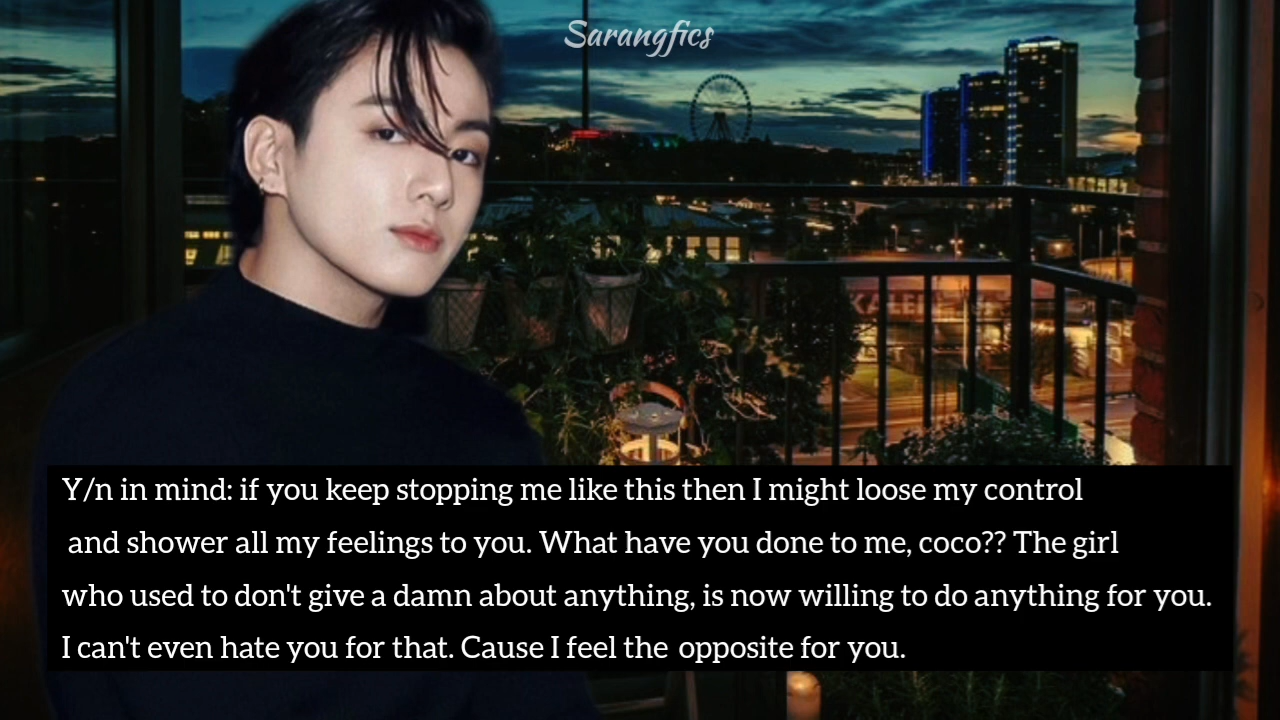 Sarangfics
KALEI
Y/n in mind: if you keep stopping me like this then I might loose my control
and shower all my feelings to you. What have you done to me, coco?? The girl
who used to don't give a damn about anything, is now willing to do anything for you.
I can't even hate you for that. Cause I feel the opposite for you.